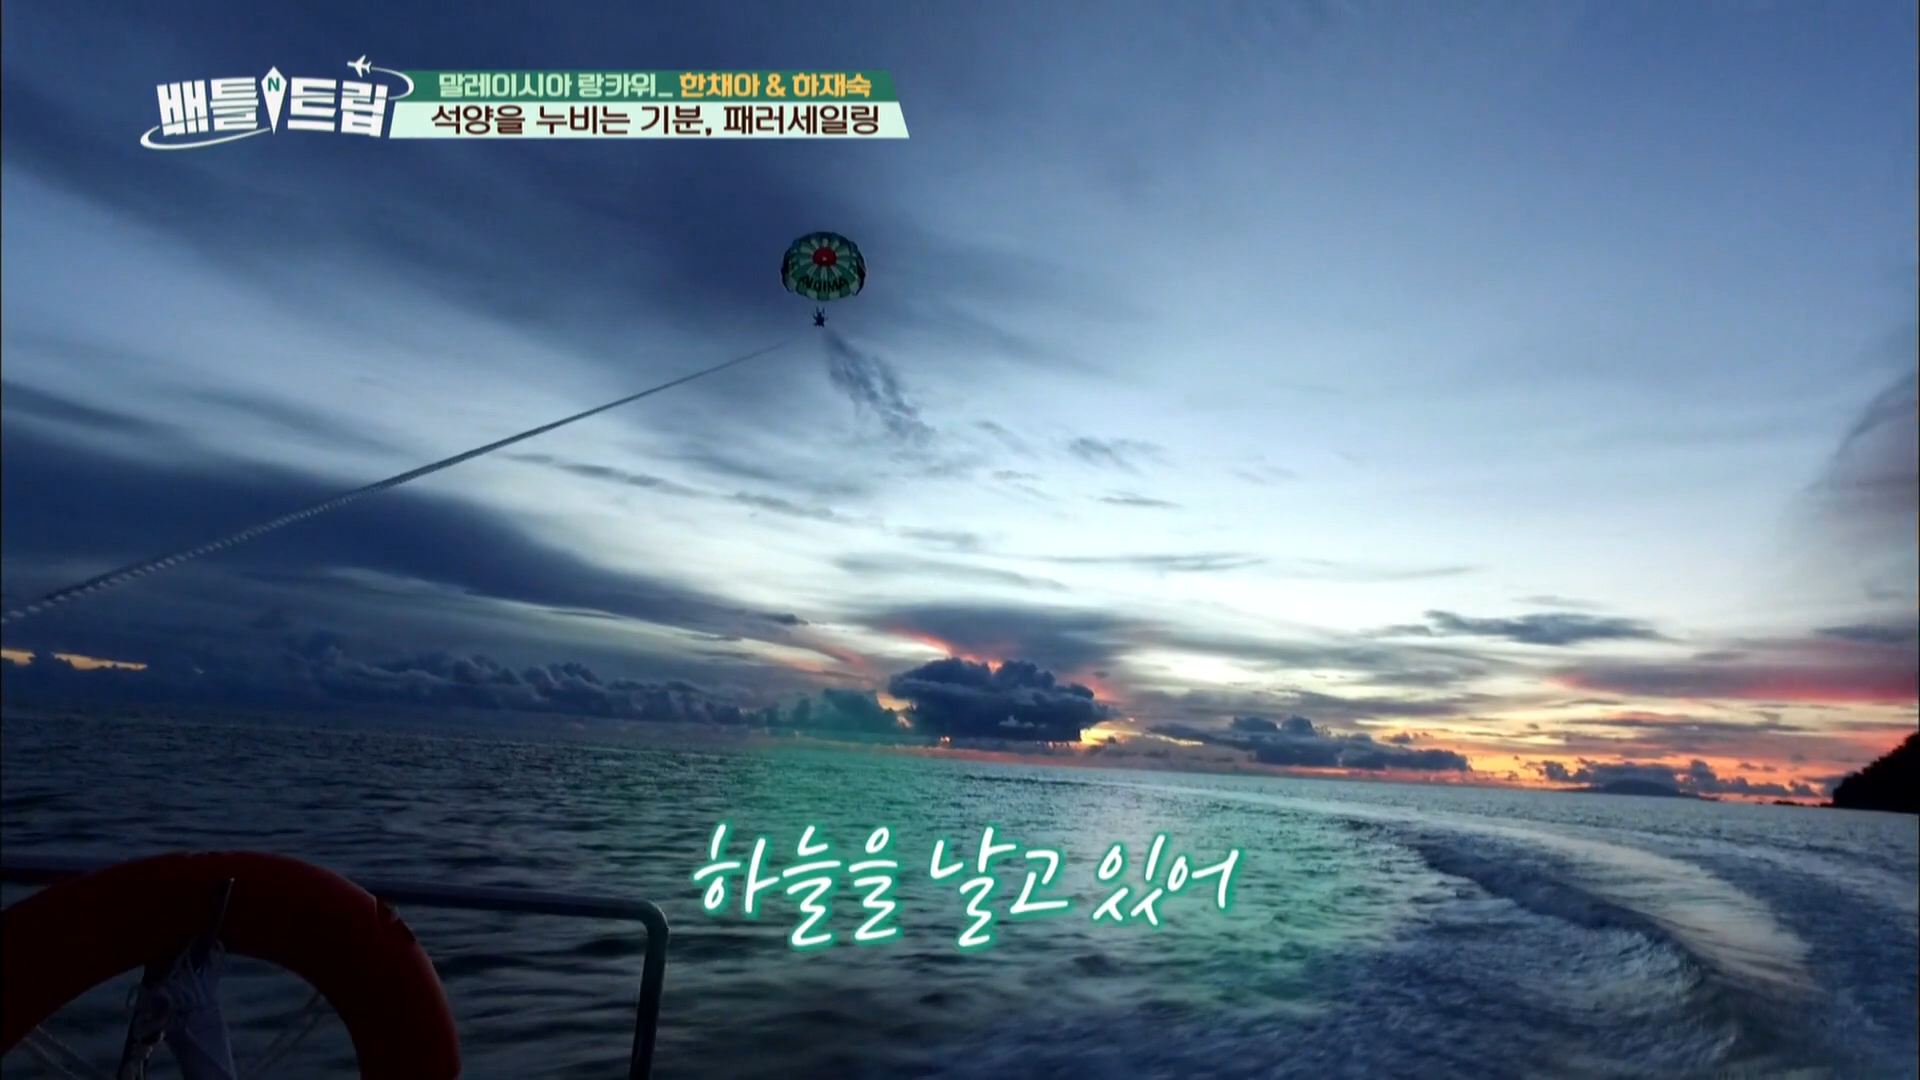 배틀트립
N
말레이시아 랑카위_ 한채아 & 하재숙
석양을 누비는 기분, 패러세일링
하늘을 날고 있어